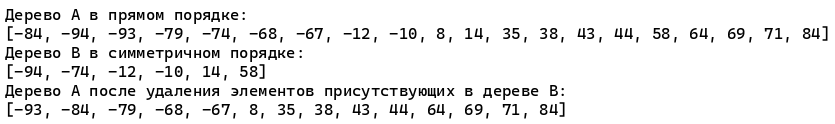 Дерево A в прямом порядке:
[-84, -94, -93, -79, -74, -68, -67, -12, -10, 8, 14, 35, 38, 43, 44, 58, 64, 69, 71, 84]
Дерево B в симметричном порядке:
[-94, -74, -12, -10, 14, 58]
Дерево A после удаления элементов присутствующих в дереве B:
[-93, -84, -79, -68, -67, 8, 35, 38, 43, 44, 64, 69, 71, 84]